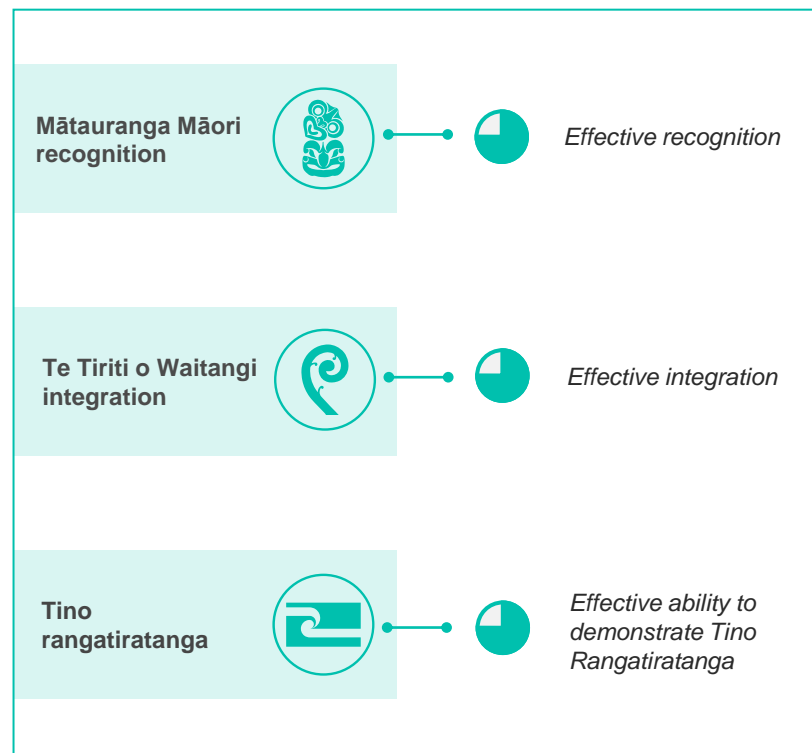 Mātauranga Māori
recognition
Effective recognition
Te Tiriti o Waitangi
integration
Effective integration
Tino
rangatiratanga
Effective ability to
demonstrate Tino
Rangatiratanga